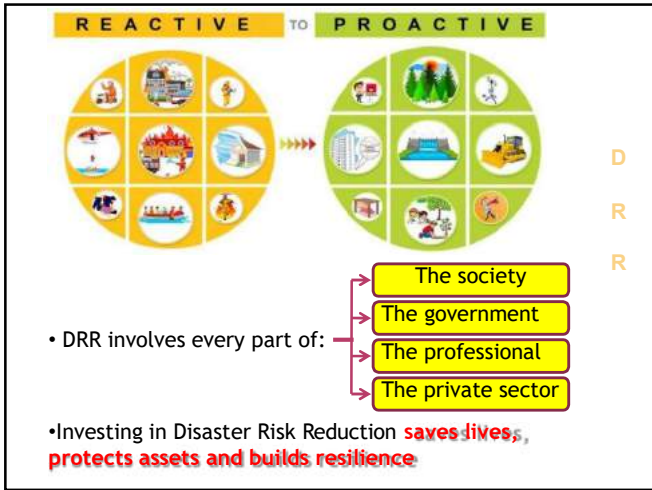 REACTIVE TO PROACTIVE
D
R
R
• DRR involves every part of:
The society
The government
The professional
The private sector
•Investing in Disaster Risk Reduction saves lives,
protects assets and builds resilience